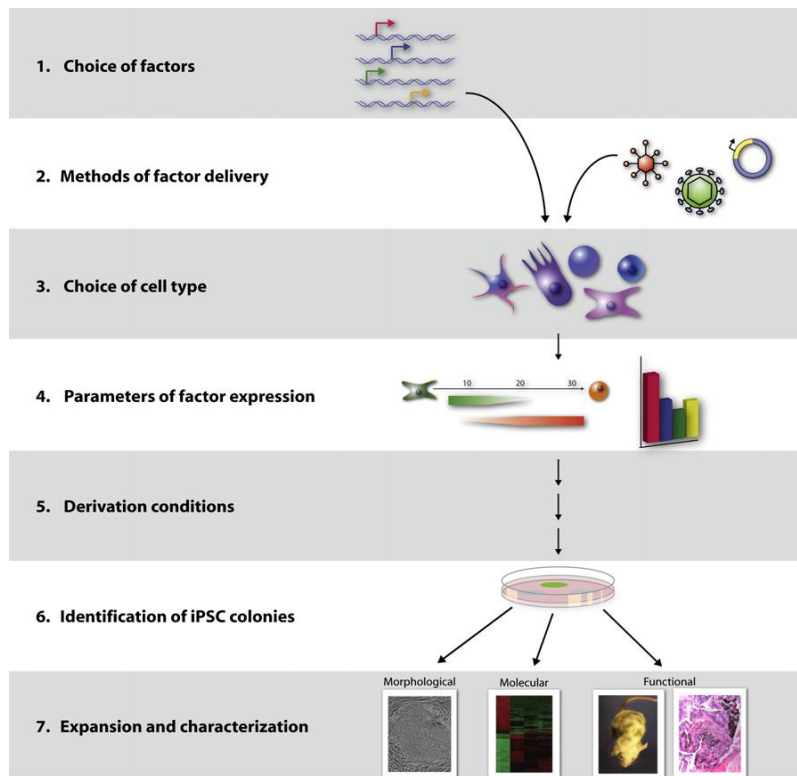 1. Choice of factors
2. Methods of factor delivery
3. Choice of cell type
4. Parameters of factor expression
10 20 30
5. Derivation conditions
6. Identification of iPSC colonies
Morphological Molecular Functional
7. Expansion and characterization